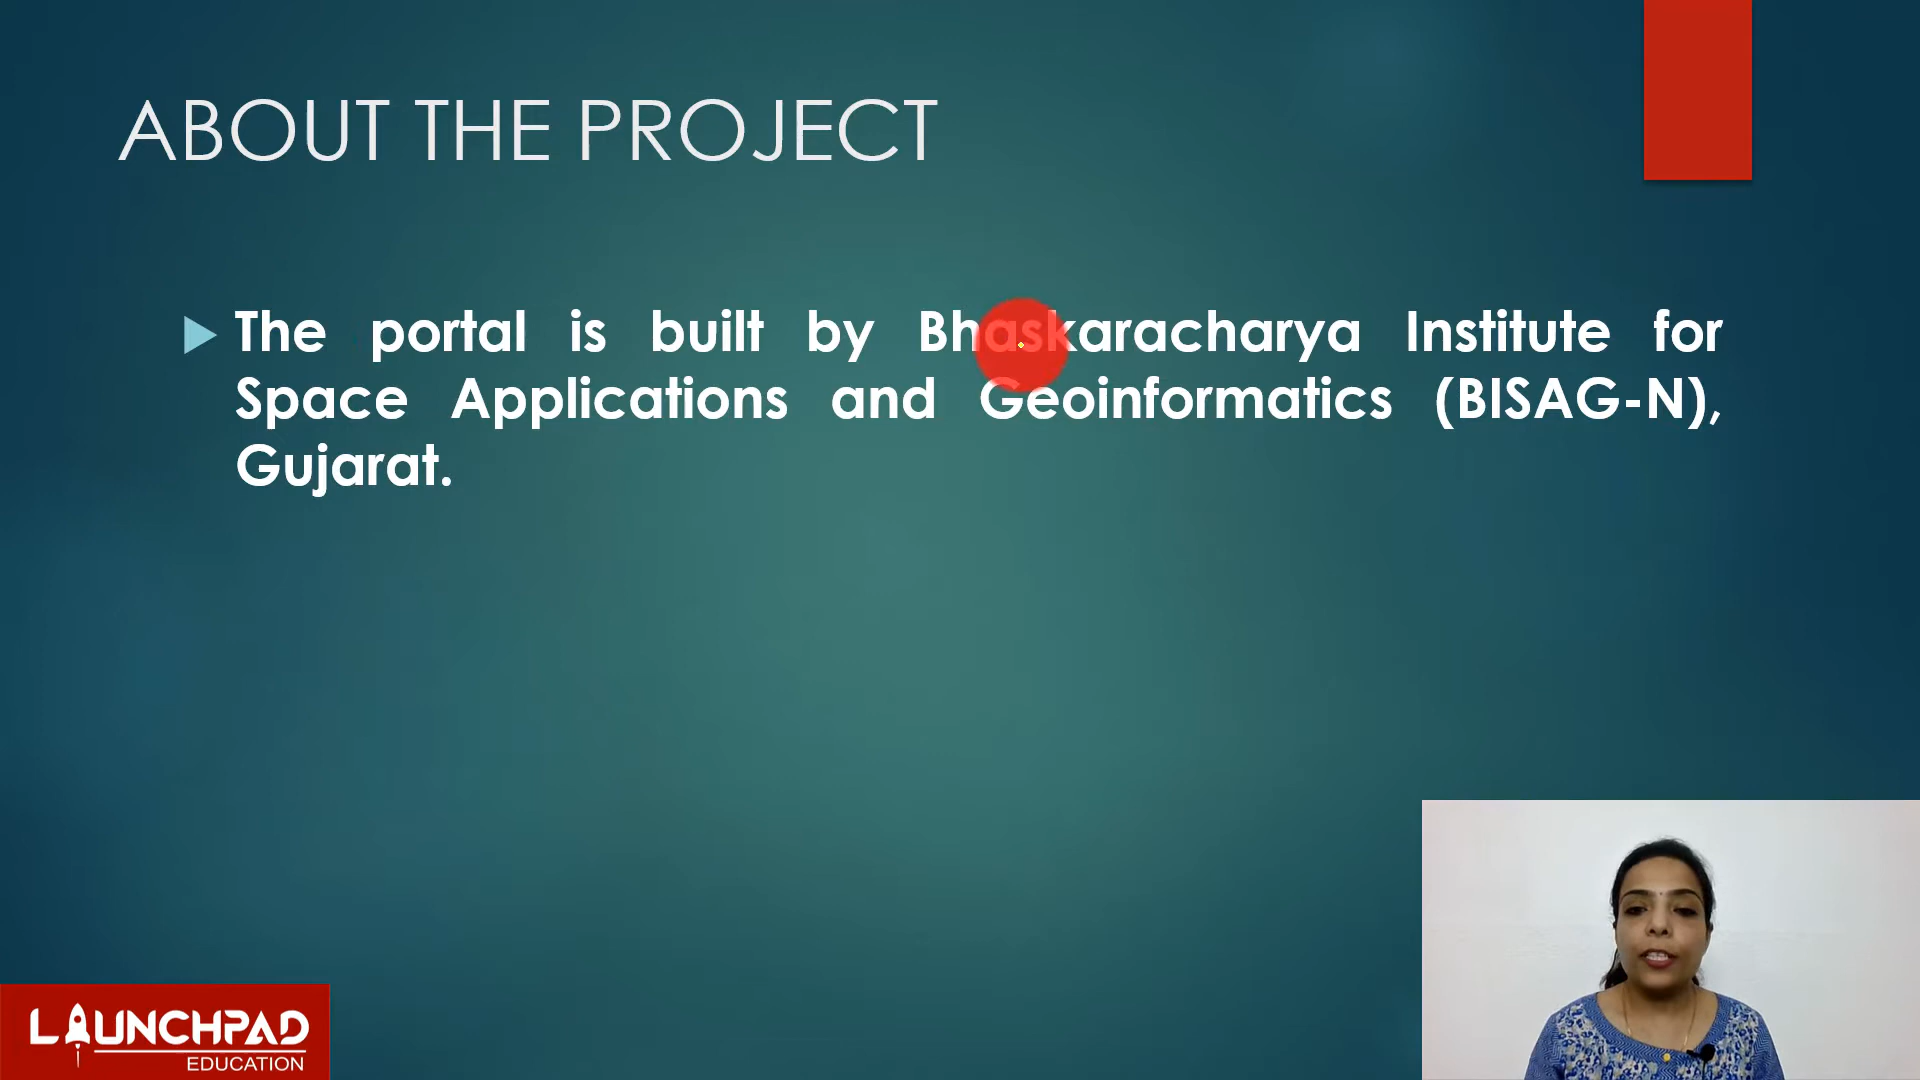 ABOUT THE PROJECT
The portal is built by Bhaskaracharya Institute for
Space Applications and Geoinformatics (BISAG-N),
Gujarat.
LAUNCHPAD
EDUCATION